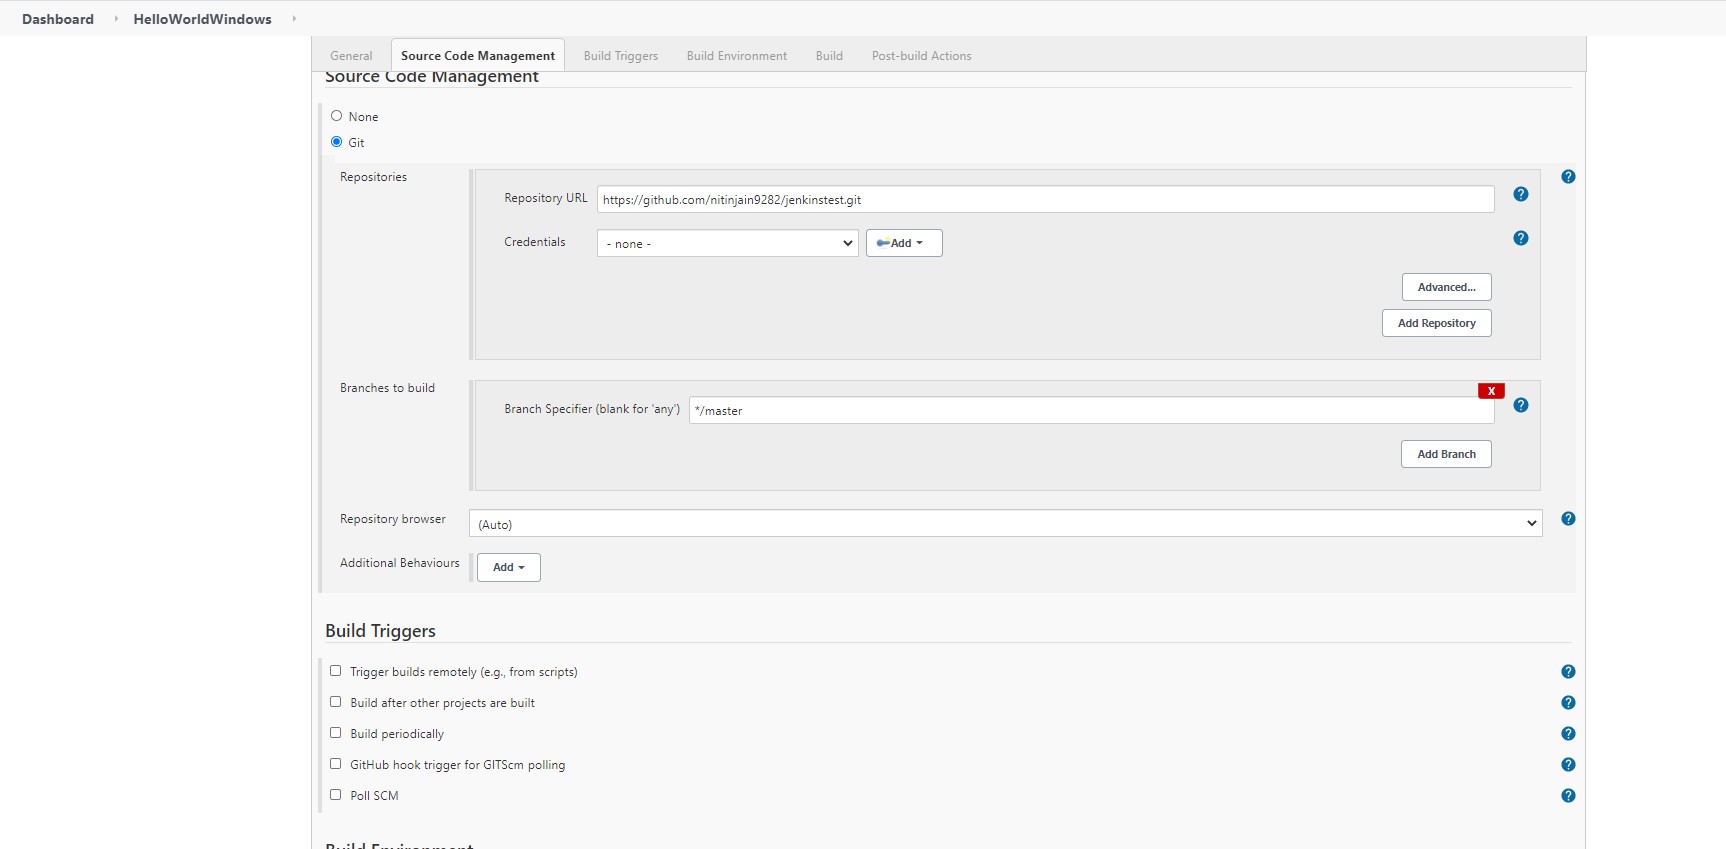 Dashboard HelloWorldWindows
General Source Code Management Build Triggers Build Environment Build Post-build Actions
Source Code Management
None
Git
Repositories
Repository URL https://github.com/nitinjain9282/jenkinstest.git
Credentials - none - Add
Advanced...
Add Repository
Branches to build
X
Branch Specifier (blank for 'any') */master
Add Branch
Repository browser (Auto)
Additional Behaviours Add
Build Triggers
Trigger builds remotely (e.g., from scripts)
Build after other projects are built
Build periodically
GitHub hook trigger for GITScm polling
Poll SCM
Build Environment